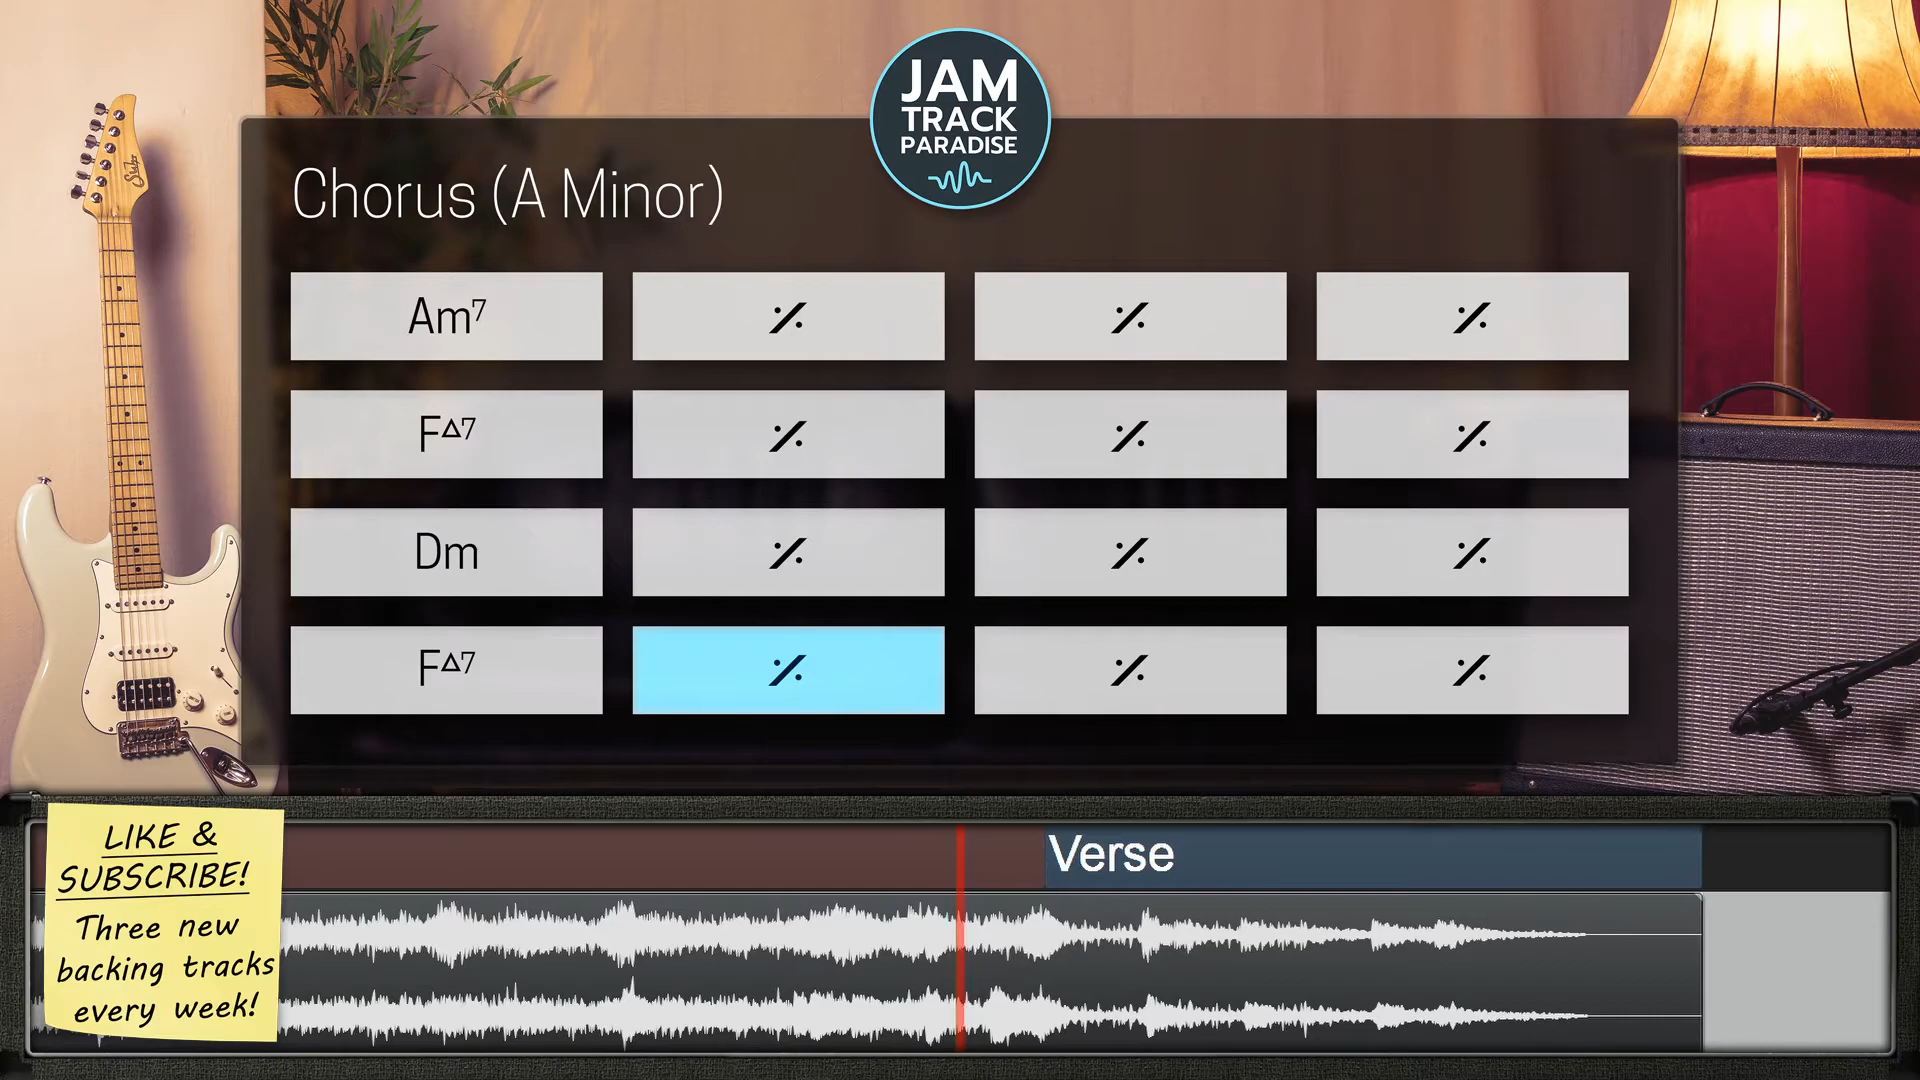 JAM
TRACK
PARADISE
Chorus (A Minor)
Am⁷ 𝄎 𝄎 𝄎
F△⁷ 𝄎 𝄎 𝄎
Dm 𝄎 𝄎 𝄎
F△⁷ 𝄎 𝄎 𝄎
Verse
LIKE &
SUBSCRIBE!
Three new
backing tracks
every week!